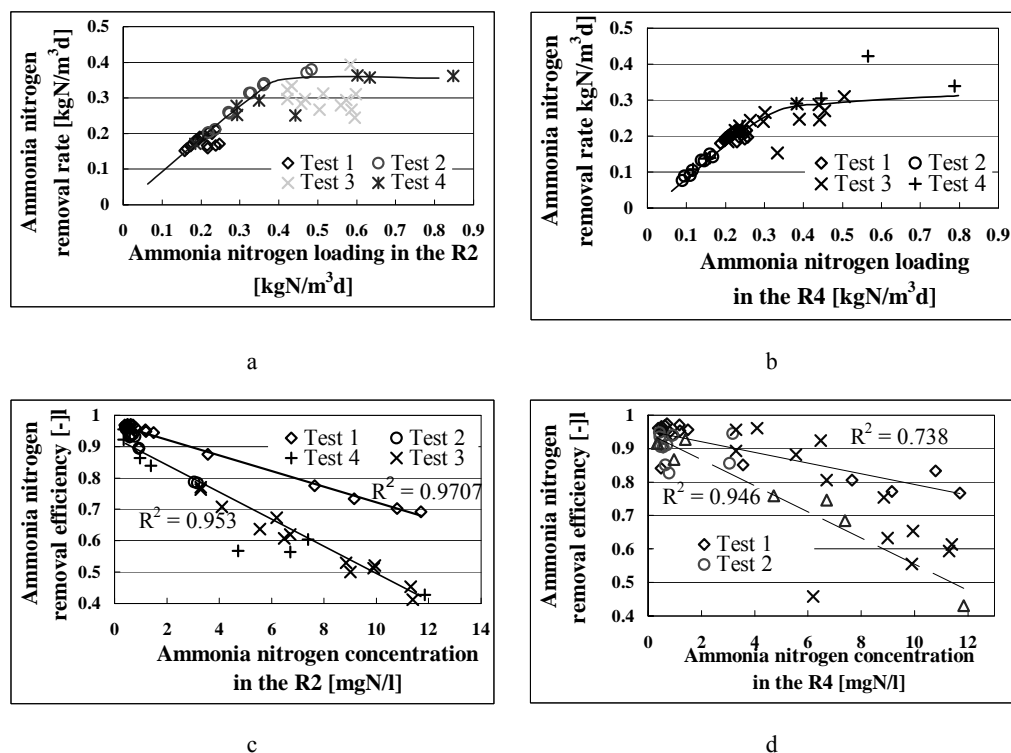 0.5
0.4
0.3
0.2
0.1
0
Ammonia nitrogen
removal rate [kgN/m³d]
Test 1
Test 2
Test 3
Test 4
0 0.1 0.2 0.3 0.4 0.5 0.6 0.7 0.8 0.9
Ammonia nitrogen loading in the R2
[kgN/m³d]
a
0.5
0.4
0.3
0.2
0.1
0
Ammonia nitrogen
removal rate kgN/m³d]
Test 1
Test 2
Test 3
Test 4
0 0.1 0.2 0.3 0.4 0.5 0.6 0.7 0.8 0.9
Ammonia nitrogen loading
in the R4 [kgN/m³d]
b
1
0.9
0.8
0.7
0.6
0.5
0.4
Ammonia nitrogen
removal efficiency [-]l
Test 1
Test 2
Test 4
Test 3
R² = 0.9707
R² = 0.953
0 2 4 6 8 10 12 14
Ammonia nitrogen concentration
in the R2 [mgN/l]
c
1
0.9
0.8
0.7
0.6
0.5
0.4
Ammonia nitrogen
removal efficiency [-]l
R² = 0.738
R² = 0.946
Test 1
Test 2
0 2 4 6 8 10 12
Ammonia nitrogen concentration
in the R4 [mgN/l]
d